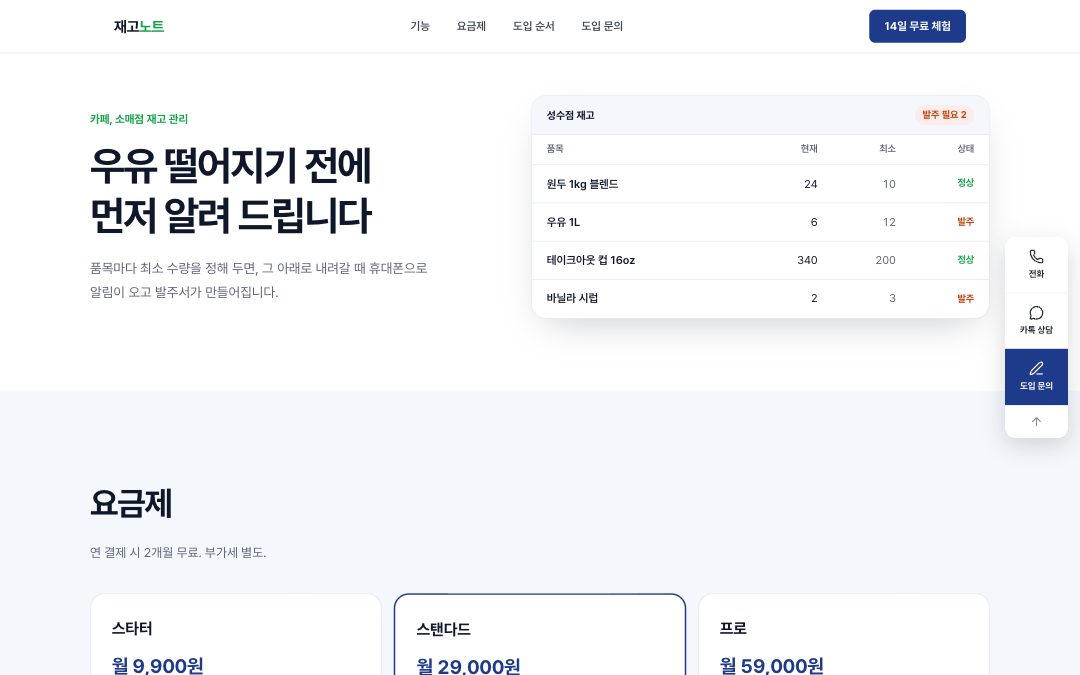 재고노트
기능 요금제 도입 순서 도입 문의
14일 무료 체험
카페, 소매점 재고 관리
우유 떨어지기 전에
먼저 알려 드립니다
품목마다 최소 수량을 정해 두면, 그 아래로 내려갈 때 휴대폰으로
알림이 오고 발주서가 만들어집니다.
성수점 재고 발주 필요 2
품목 현재 최소 상태
원두 1kg 블렌드 24 10 정상
우유 1L 6 12 발주
테이크아웃 컵 16oz 340 200 정상
바닐라 시럽 2 3 발주
전화
카톡 상담
도입 문의
요금제
연 결제 시 2개월 무료. 부가세 별도.
스타터
월 9,900원
스탠다드
월 29,000원
프로
월 59,000원